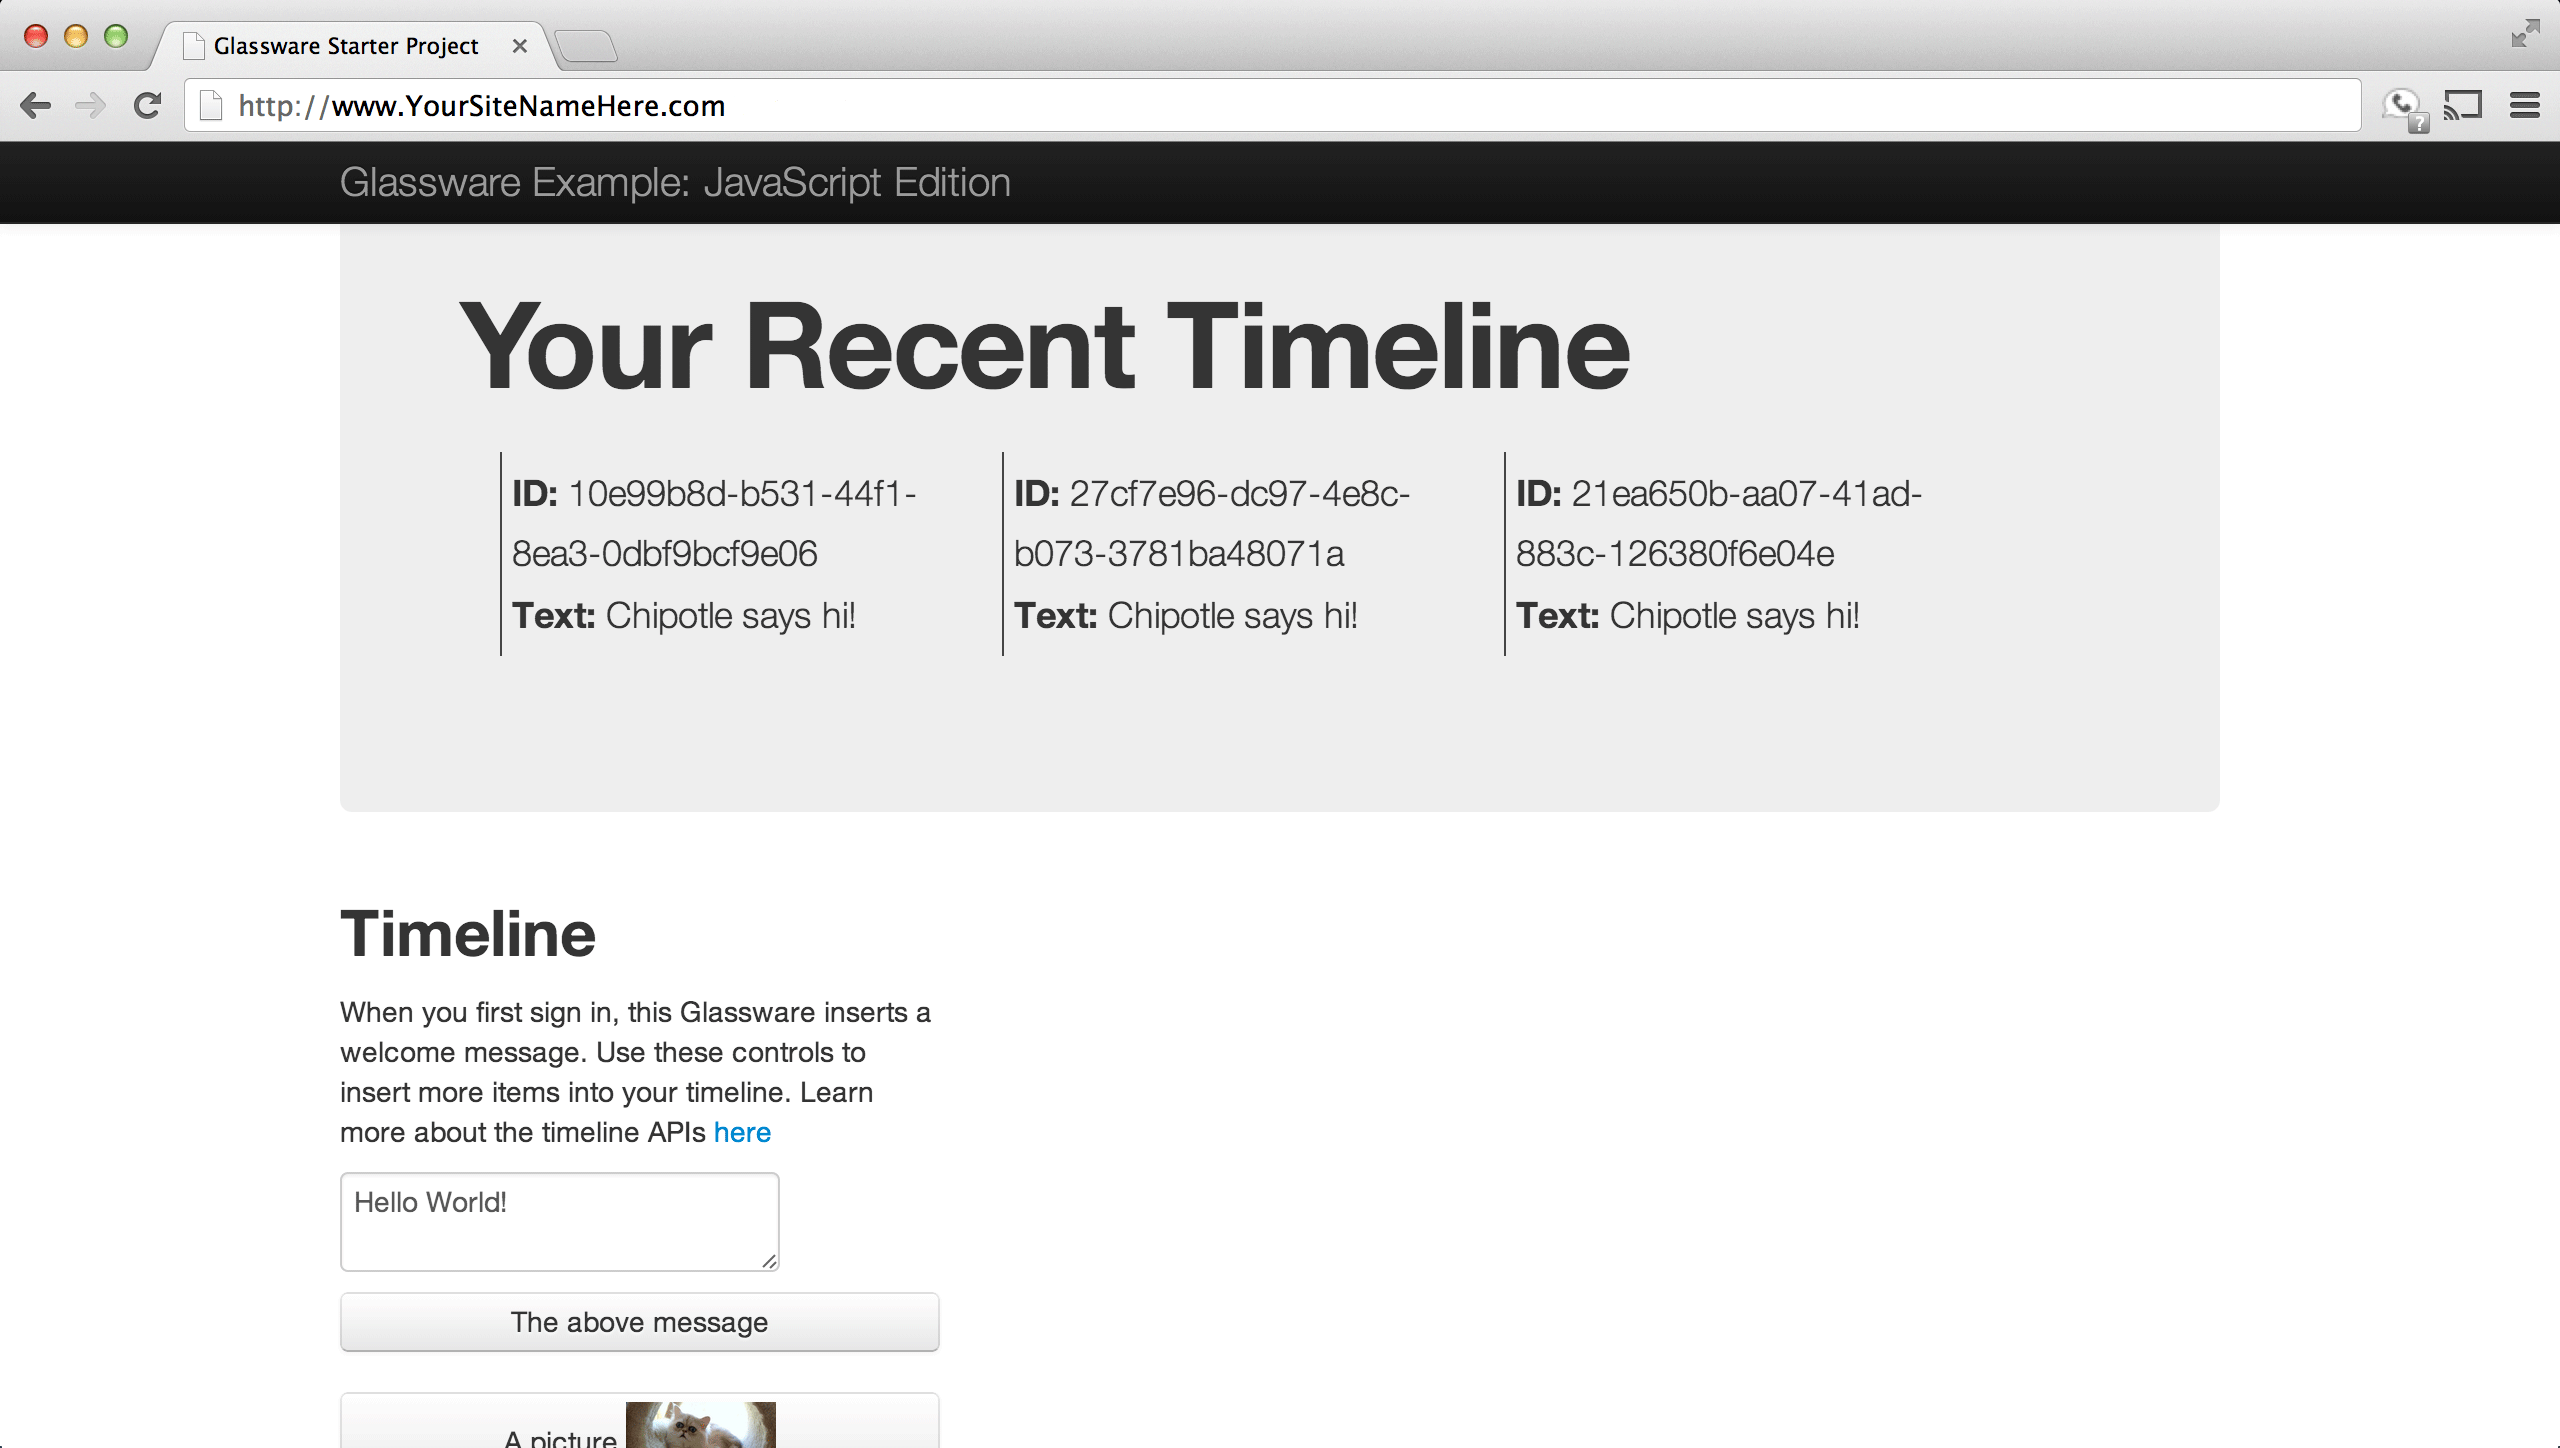 Glassware Starter Project
http://www.YourSiteNameHere.com
?
Glassware Example: JavaScript Edition
Your Recent Timeline
ID: 10e99b8d-b531-44f1-
8ea3-0dbf9bcf9e06
Text: Chipotle says hi!
ID: 27cf7e96-dc97-4e8c-
b073-3781ba48071a
Text: Chipotle says hi!
ID: 21ea650b-aa07-41ad-
883c-126380f6e04e
Text: Chipotle says hi!
Timeline
When you first sign in, this Glassware inserts a
welcome message. Use these controls to
insert more items into your timeline. Learn
more about the timeline APIs here
Hello World!
The above message
A picture